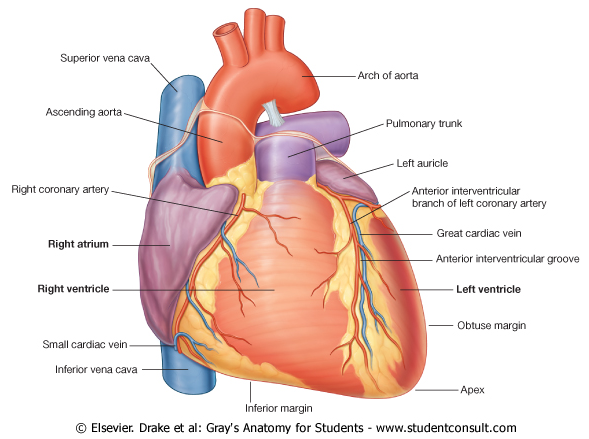 Superior vena cava
Arch of aorta
Ascending aorta
Pulmonary trunk
Left auricle
Right coronary artery
Anterior interventricular
branch of left coronary artery
Great cardiac vein
Right atrium
Anterior interventricular groove
Right ventricle
Left ventricle
Obtuse margin
Small cardiac vein
Inferior vena cava
Apex
Inferior margin
© Elsevier. Drake et al: Gray's Anatomy for Students - www.studentconsult.com